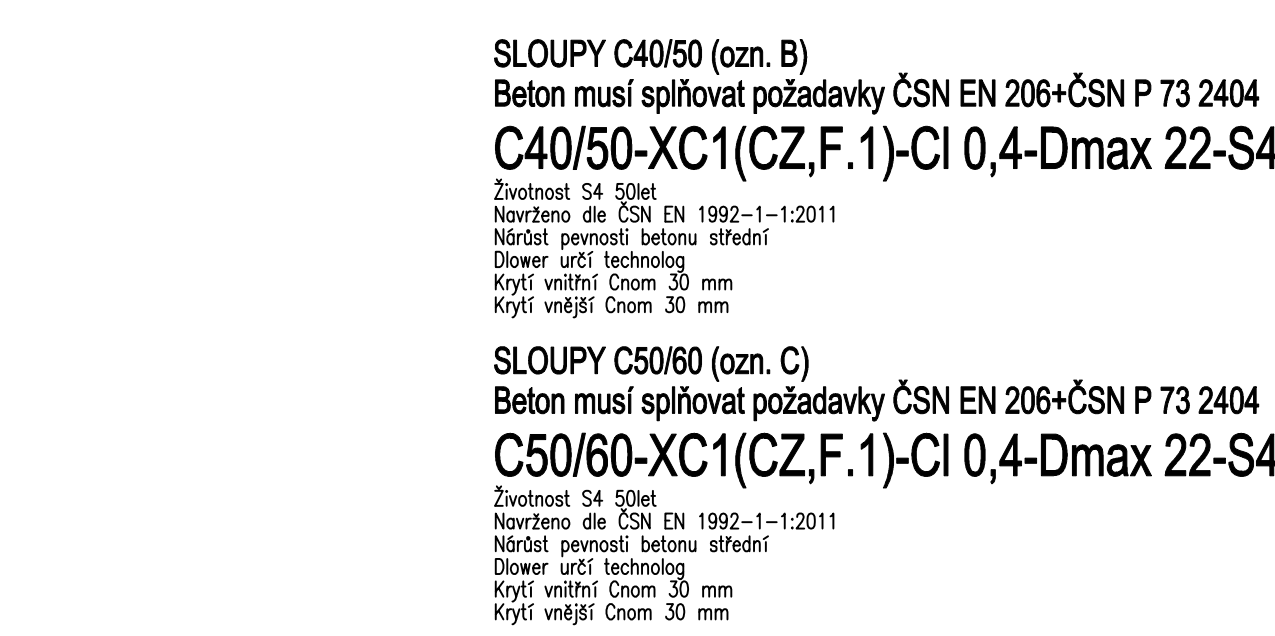 SLOUPY C40/50 (ozn. B)
Beton musí splňovat požadavky ČSN EN 206+ČSN P 73 2404
C40/50-XC1(CZ,F.1)-Cl 0,4-Dmax 22-S4
Životnost S4 50let
Navrženo dle ČSN EN 1992-1-1:2011
Nárůst pevnosti betonu střední
Dlower určí technolog
Krytí vnitřní Cnom 30 mm
Krytí vnější Cnom 30 mm
SLOUPY C50/60 (ozn. C)
Beton musí splňovat požadavky ČSN EN 206+ČSN P 73 2404
C50/60-XC1(CZ,F.1)-Cl 0,4-Dmax 22-S4
Životnost S4 50let
Navrženo dle ČSN EN 1992-1-1:2011
Nárůst pevnosti betonu střední
Dlower určí technolog
Krytí vnitřní Cnom 30 mm
Krytí vnější Cnom 30 mm